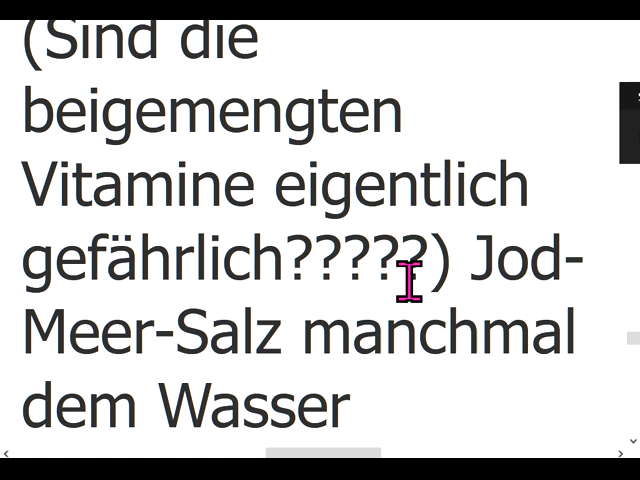 (Sind die
beigemengten
Vitamine eigentlich
gefährlich?????) Jod-
Meer-Salz manchmal
dem Wasser